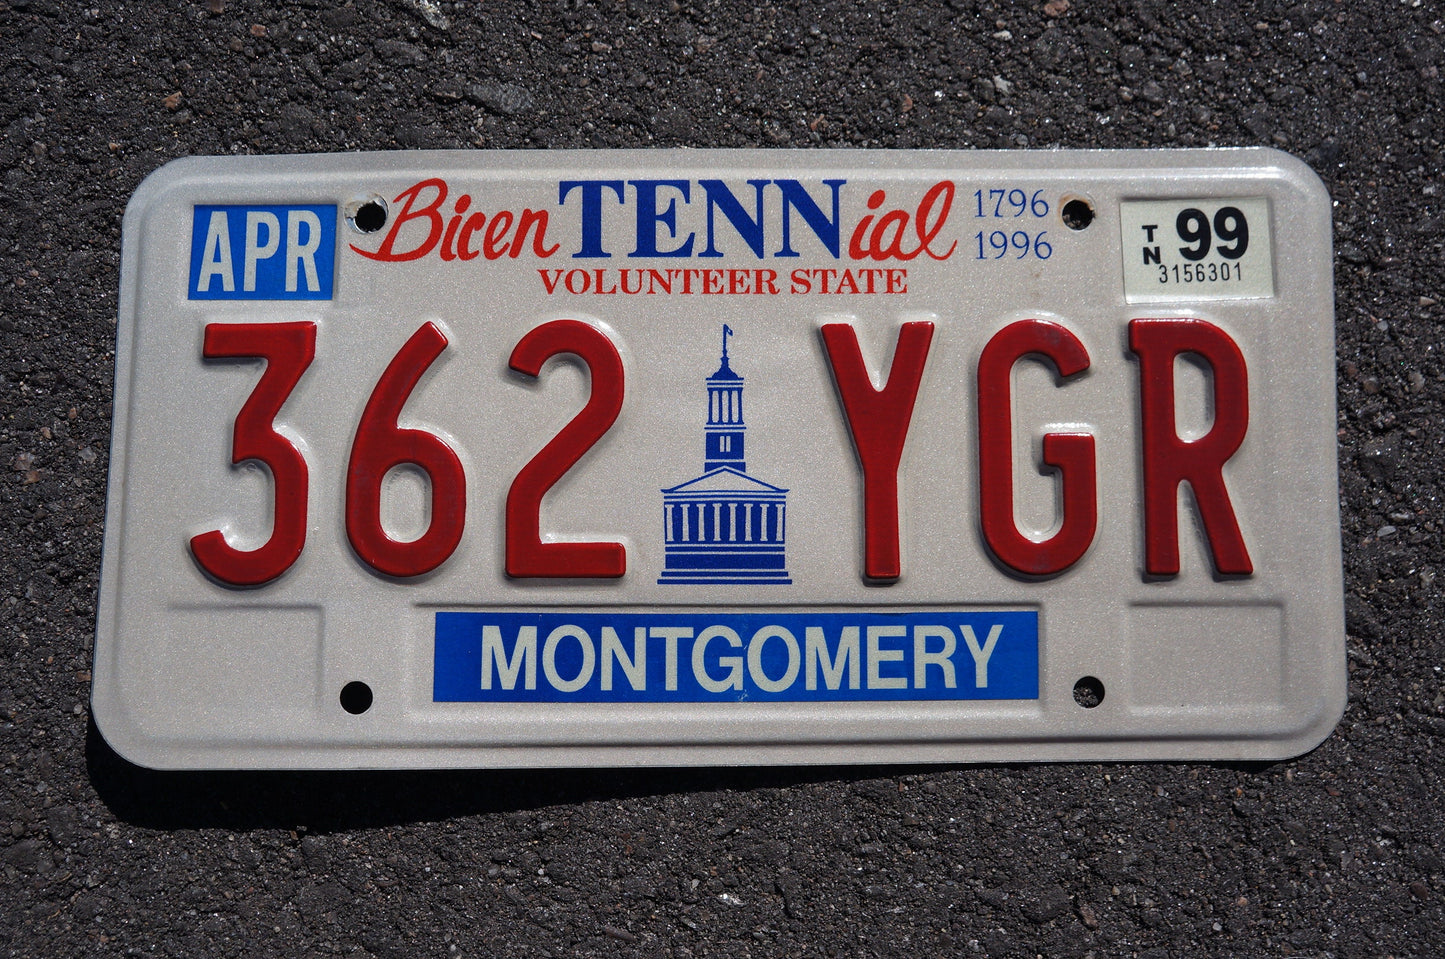 APR
BicenTENNial
1796
1996
VOLUNTEER STATE
TN 99
3156301
362 YGR
MONTGOMERY